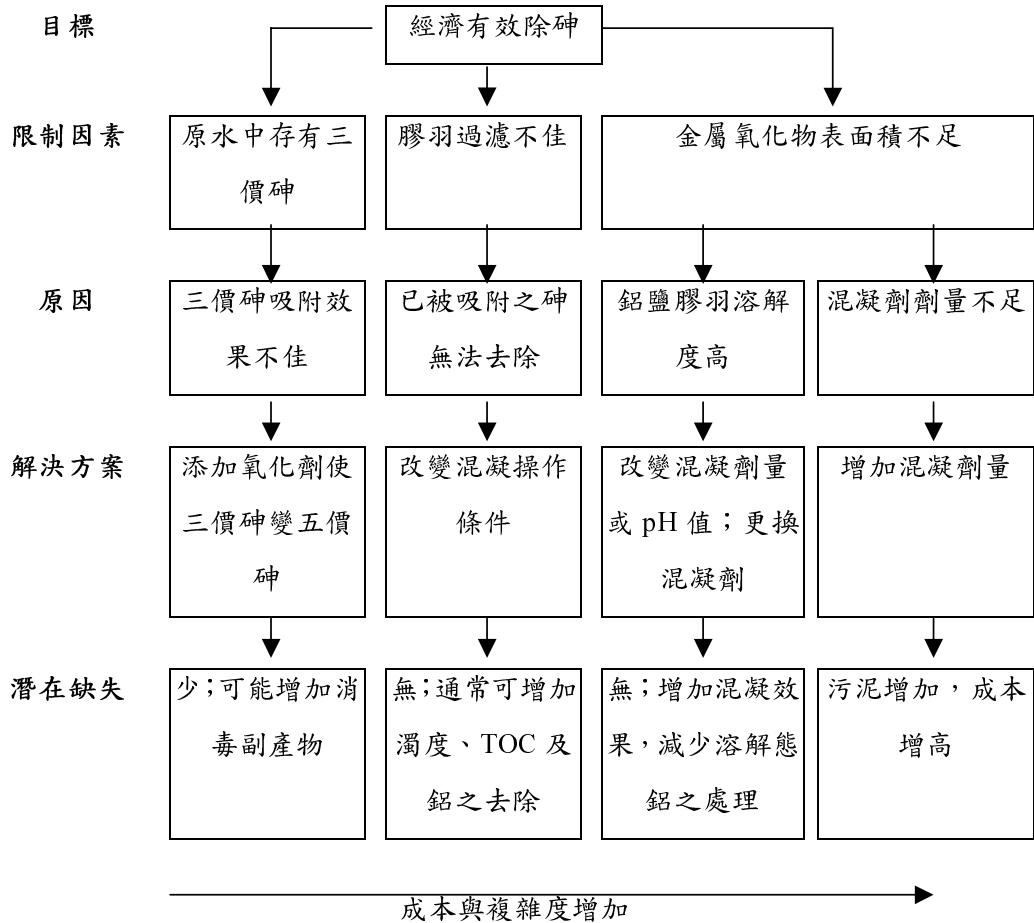 目標
經濟有效除砷
限制因素
原水中存有三
價砷
膠羽過濾不佳
金屬氧化物表面積不足
原因
三價砷吸附效
果不佳
已被吸附之砷
無法去除
鋁鹽膠羽溶解
度高
混凝劑劑量不足
解決方案
添加氧化劑使
三價砷變五價
砷
改變混凝操作
條件
改變混凝劑量
或 pH 值；更換
混凝劑
增加混凝劑量
潛在缺失
少；可能增加消
毒副產物
無；通常可增加
濁度、TOC 及
鋁之去除
無；增加混凝效
果，減少溶解態
鋁之處理
污泥增加，成本
增高
成本與複雜度增加